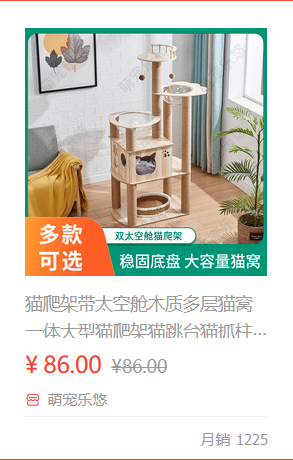 双太空舱猫爬架
多款
可选
稳固底盘 大容量猫窝
猫爬架带太空舱木质多层猫窝
一体大型猫爬架猫跳台猫抓柱...
¥ 86.00 ¥86.00
萌宠乐悠
月销 1225